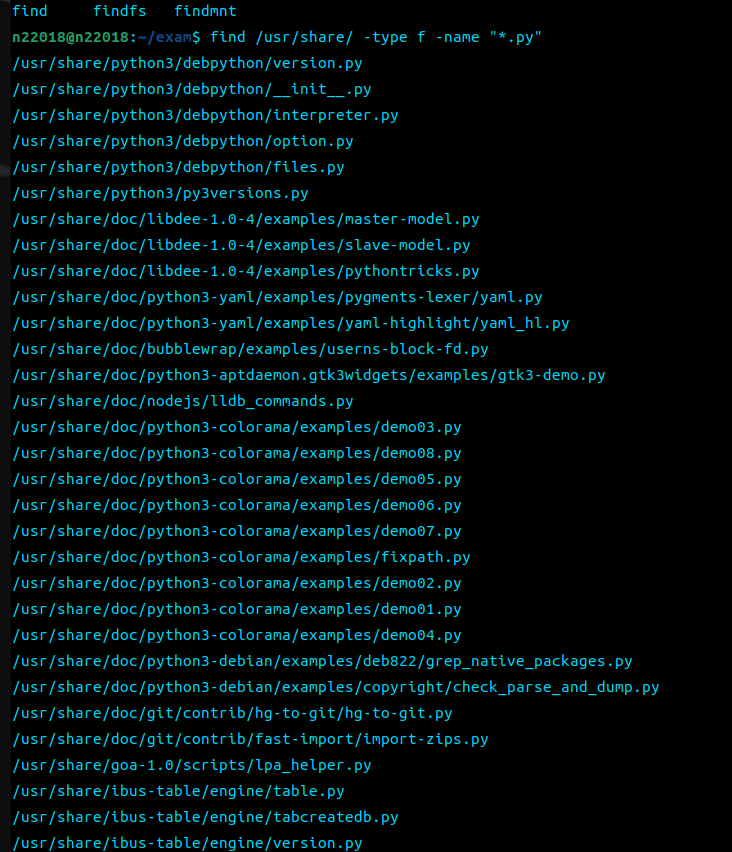 find     findfs   findmnt
n22018@n22018:~/exam$ find /usr/share/ -type f -name "*.py"
/usr/share/python3/debpython/version.py
/usr/share/python3/debpython/__init__.py
/usr/share/python3/debpython/interpreter.py
/usr/share/python3/debpython/option.py
/usr/share/python3/debpython/files.py
/usr/share/python3/py3versions.py
/usr/share/doc/libdee-1.0-4/examples/master-model.py
/usr/share/doc/libdee-1.0-4/examples/slave-model.py
/usr/share/doc/libdee-1.0-4/examples/pythontricks.py
/usr/share/doc/python3-yaml/examples/pygments-lexer/yaml.py
/usr/share/doc/python3-yaml/examples/yaml-highlight/yaml_hl.py
/usr/share/doc/bubblewrap/examples/userns-block-fd.py
/usr/share/doc/python3-aptdaemon.gtk3widgets/examples/gtk3-demo.py
/usr/share/doc/nodejs/lldb_commands.py
/usr/share/doc/python3-colorama/examples/demo03.py
/usr/share/doc/python3-colorama/examples/demo08.py
/usr/share/doc/python3-colorama/examples/demo05.py
/usr/share/doc/python3-colorama/examples/demo06.py
/usr/share/doc/python3-colorama/examples/demo07.py
/usr/share/doc/python3-colorama/examples/fixpath.py
/usr/share/doc/python3-colorama/examples/demo02.py
/usr/share/doc/python3-colorama/examples/demo01.py
/usr/share/doc/python3-colorama/examples/demo04.py
/usr/share/doc/python3-debian/examples/deb822/grep_native_packages.py
/usr/share/doc/python3-debian/examples/copyright/check_parse_and_dump.py
/usr/share/doc/git/contrib/hg-to-git/hg-to-git.py
/usr/share/doc/git/contrib/fast-import/import-zips.py
/usr/share/goa-1.0/scripts/lpa_helper.py
/usr/share/ibus-table/engine/table.py
/usr/share/ibus-table/engine/tabcreatedb.py
/usr/share/ibus-table/engine/version.py